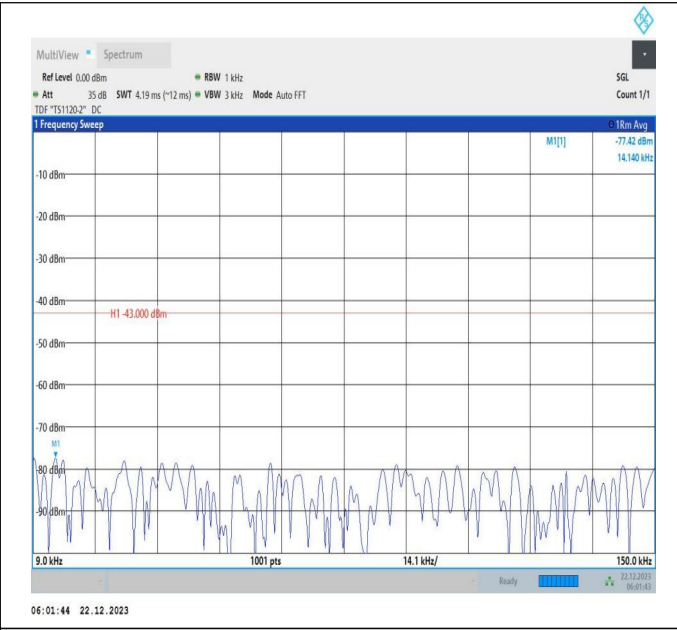 R&S
MultiView Spectrum
Ref Level 0.00 dBm RBW 1 kHz SGL
Att 35 dB SWT 4.19 ms (~12 ms) VBW 3 kHz Mode Auto FFT Count 1/1
TDF "TS1120-2" DC
1 Frequency Sweep 1Rm Avg
M1[1] -77.42 dBm
14.140 kHz
-10 dBm
-20 dBm
-30 dBm
-40 dBm
H1 -43.000 dBm
-50 dBm
-60 dBm
-70 dBm
M1
-80 dBm
-90 dBm
9.0 kHz 1001 pts 14.1 kHz/ 150.0 kHz
Ready 22.12.2023
06:01:43
06:01:44 22.12.2023